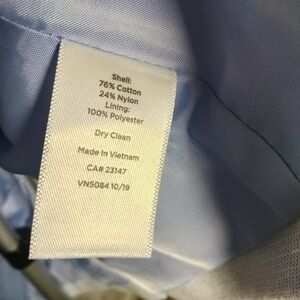 Shell:
76% Cotton
24% Nylon
Lining:
100% Polyester
Dry Clean
Made in Vietnam
CA# 23147
VN5084 10/19